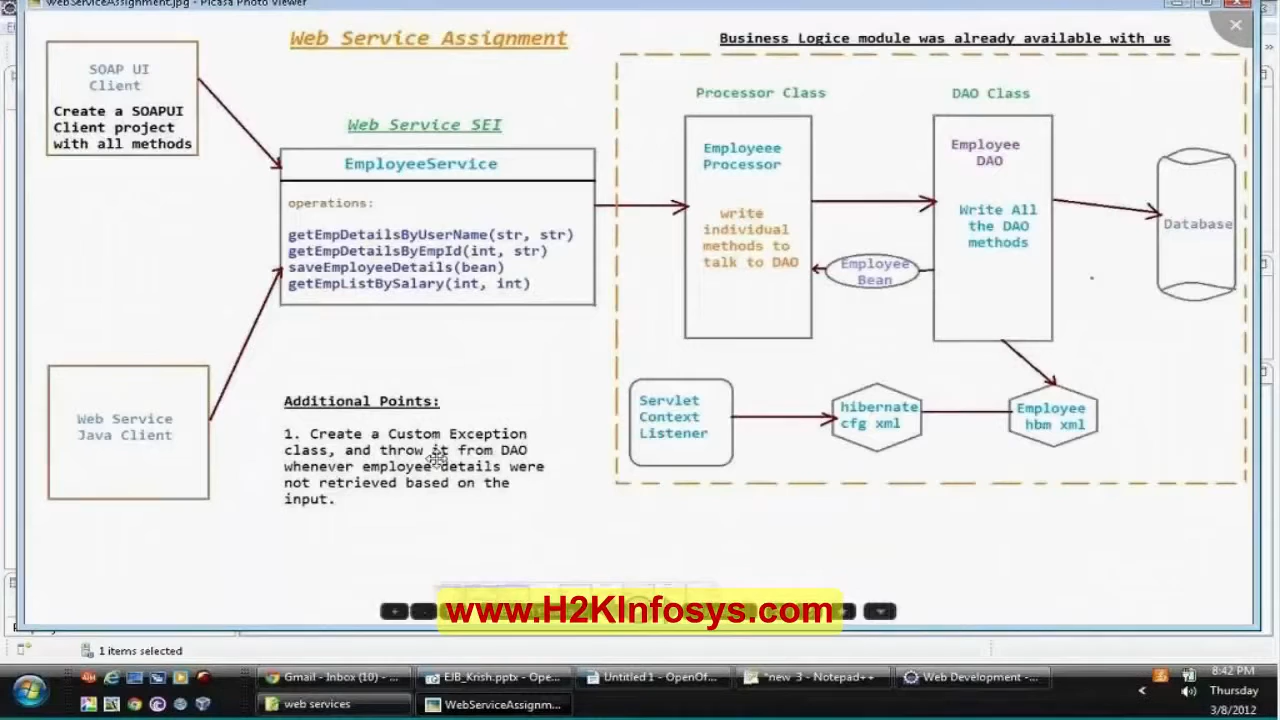 WebServiceAssignment.jpg - Picasa Photo Viewer
Web Service Assignment
Business Logice module was already available with us
SOAP UI
Client
Create a SOAPUI
Client project
with all methods
Web Service SEI
EmployeeService
operations:
getEmpDetailsByUserName(str, str)
getEmpDetailsByEmpId(int, str)
saveEmployeeDetails(bean)
getEmpListBySalary(int, int)
Processor Class
Employeee
Processor
write
individual
methods to
talk to DAO
DAO Class
Employee
DAO
Write All
the DAO
methods
Database
Employee
Bean
Web Service
Java Client
Additional Points:
1. Create a Custom Exception
class, and throw it from DAO
whenever employee details were
not retrieved based on the
input.
Servlet
Context
Listener
hibernate
cfg xml
Employee
hbm xml
www.H2KInfosys.com
1 items selected
Gmail - Inbox (10) - ...
EJB_Krish.pptx - Ope...
Untitled 1 - OpenOf...
*new 3 - Notepad++
Web Development - ...
web services
WebServiceAssignm...
8:42 PM
Thursday
3/8/2012